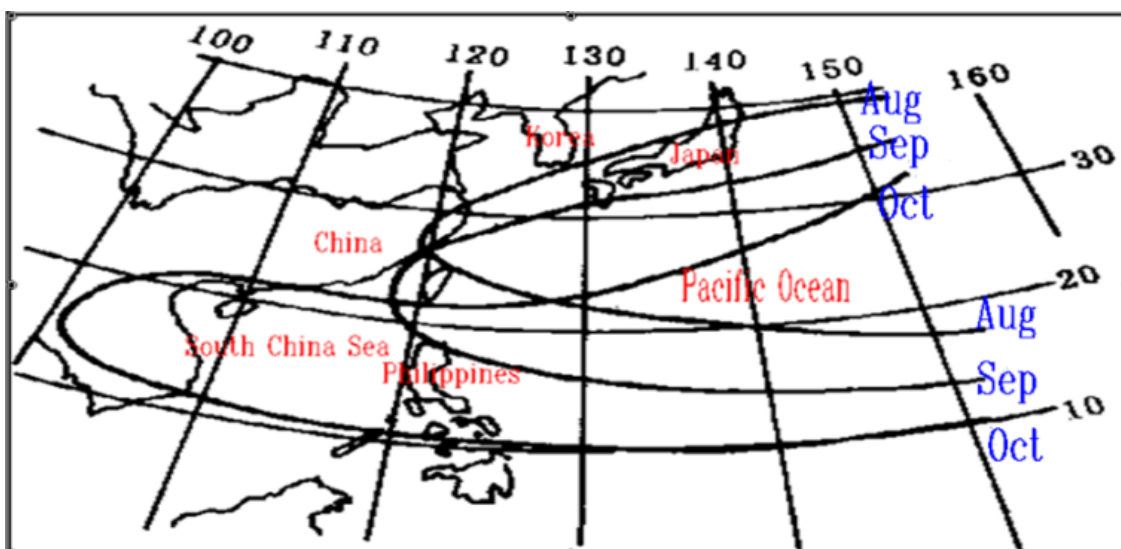 100 110 120 130 140 150 160
Aug
Korea
Sep
Japan
30
Oct
China
Pacific Ocean
20
Aug
South China Sea
Philippines
Sep
10
Oct